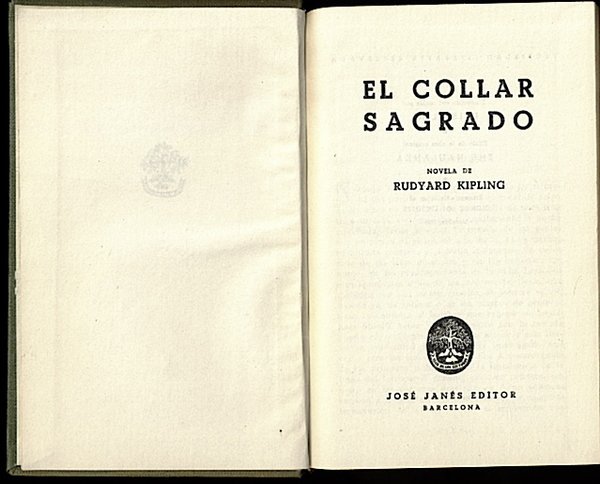 EL COLLAR
SAGRADO
NOVELA DE
RUDYARD KIPLING
JOSÉ JANÉS EDITOR
BARCELONA